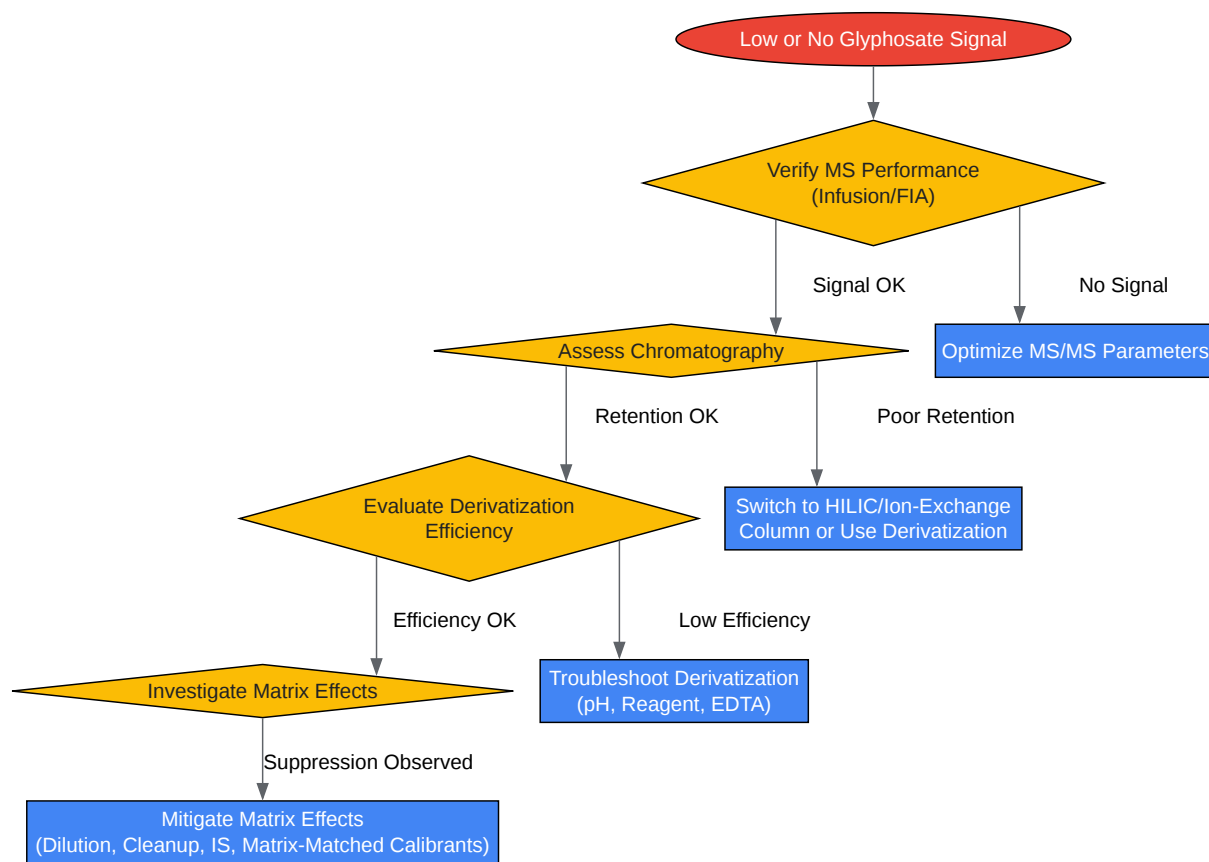 Low or No Glyphosate Signal
Verify MS Performance
(Infusion/FIA)
Signal OK
No Signal
Assess Chromatography
Optimize MS/MS Parameters
Retention OK
Poor Retention
Evaluate Derivatization
Efficiency
Switch to HILIC/Ion-Exchange
Column or Use Derivatization
Efficiency OK
Low Efficiency
Investigate Matrix Effects
Troubleshoot Derivatization
(pH, Reagent, EDTA)
Suppression Observed
Mitigate Matrix Effects
(Dilution, Cleanup, IS, Matrix-Matched Calibrants)